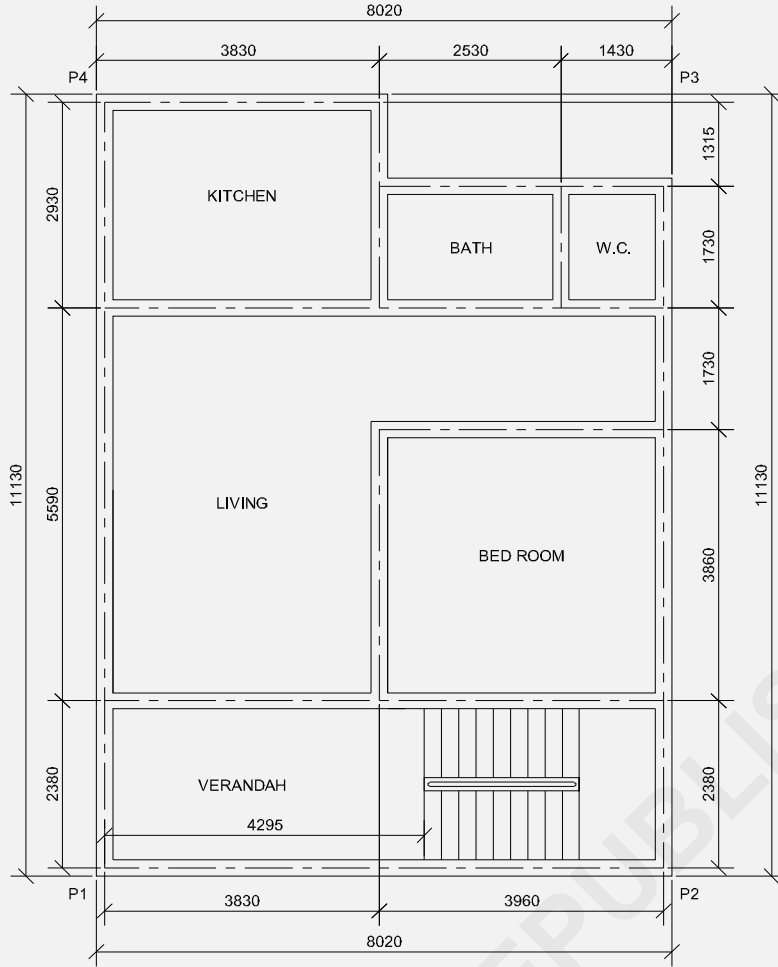 8020
3830 2530 1430
P4 P3
1315
2930
KITCHEN
BATH W.C.
1730
1730
11130 5590 11130
LIVING
BED ROOM
3860
2380 VERANDAH 2380
4295
P1 P2
3830 3960
8020